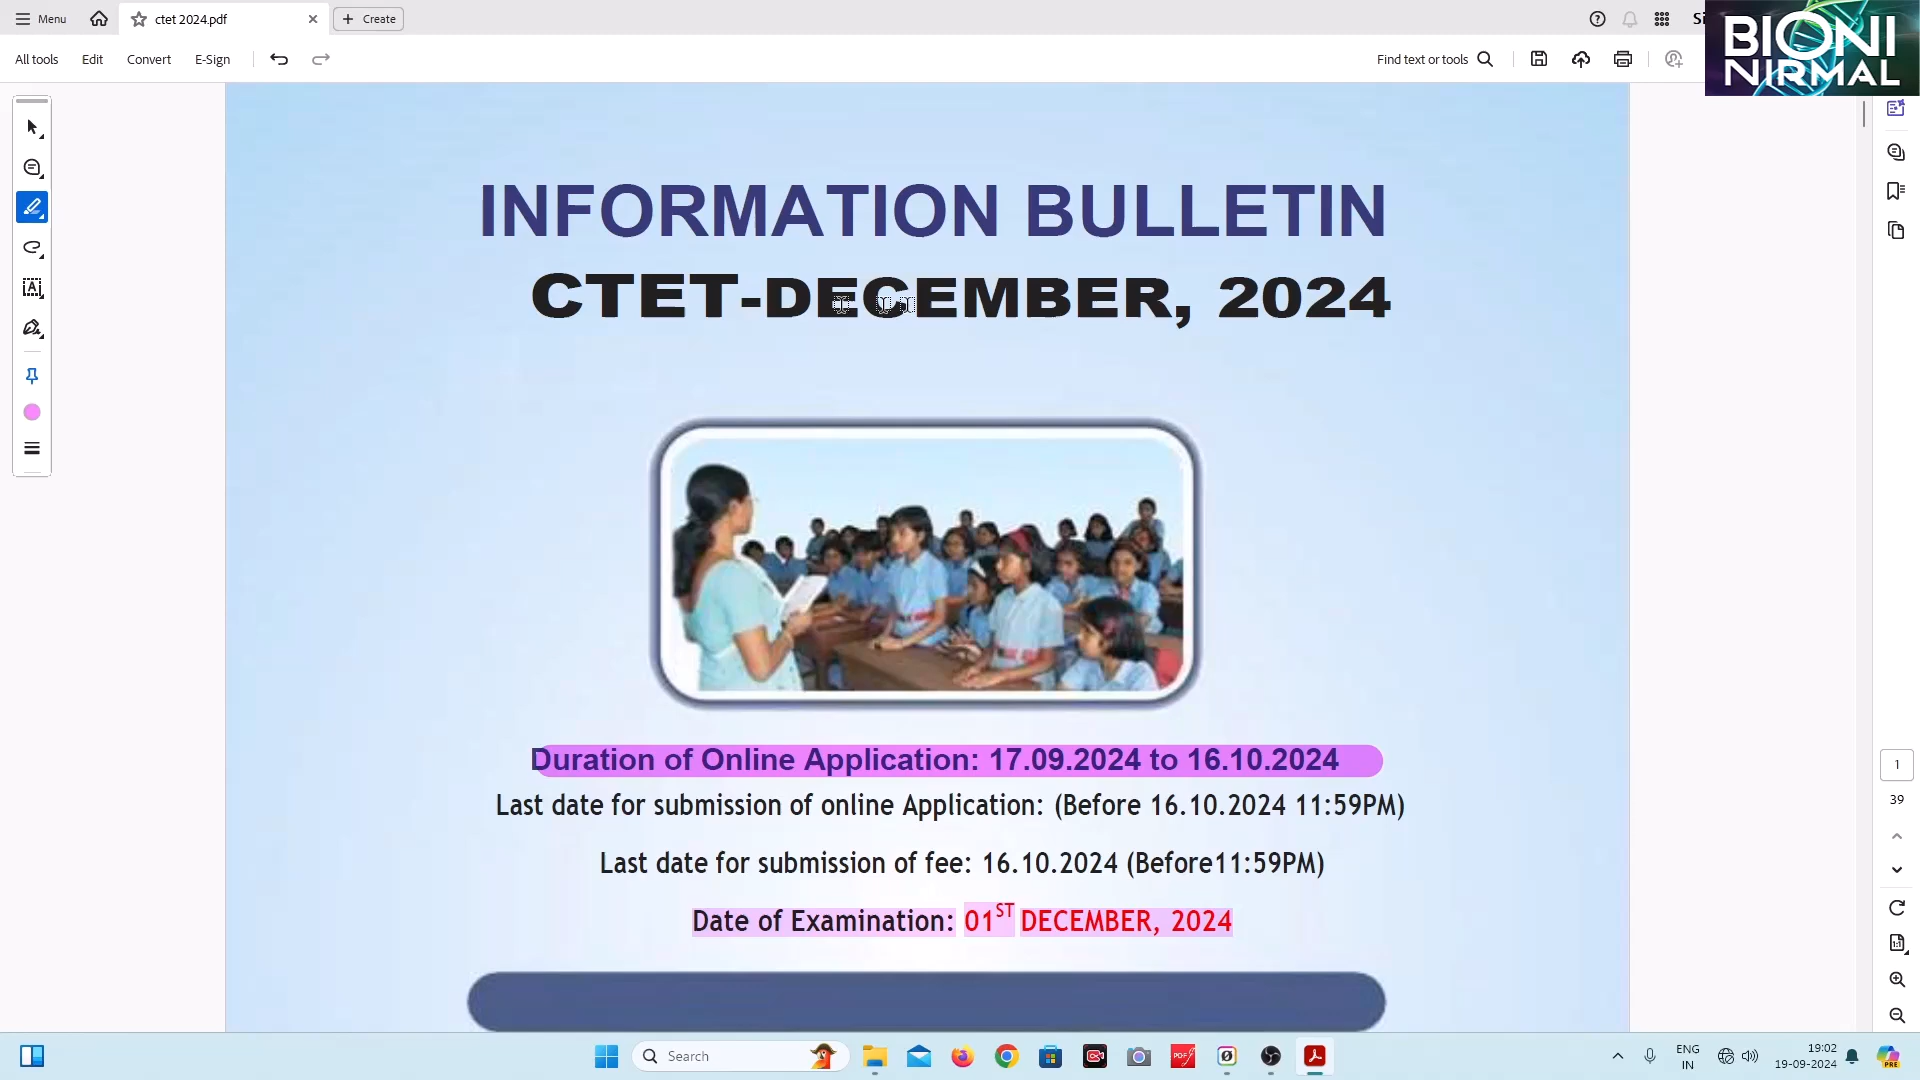 Menu
ctet 2024.pdf
Create
Si
BIONI
NIRMAL
All tools
Edit
Convert
E-Sign
Find text or tools
INFORMATION BULLETIN
CTET-DECEMBER, 2024
Duration of Online Application: 17.09.2024 to 16.10.2024
Last date for submission of online Application: (Before 16.10.2024 11:59PM)
Last date for submission of fee: 16.10.2024 (Before11:59PM)
Date of Examination: 01ST DECEMBER, 2024
1
39
Search
ENG
IN
19:02
19-09-2024